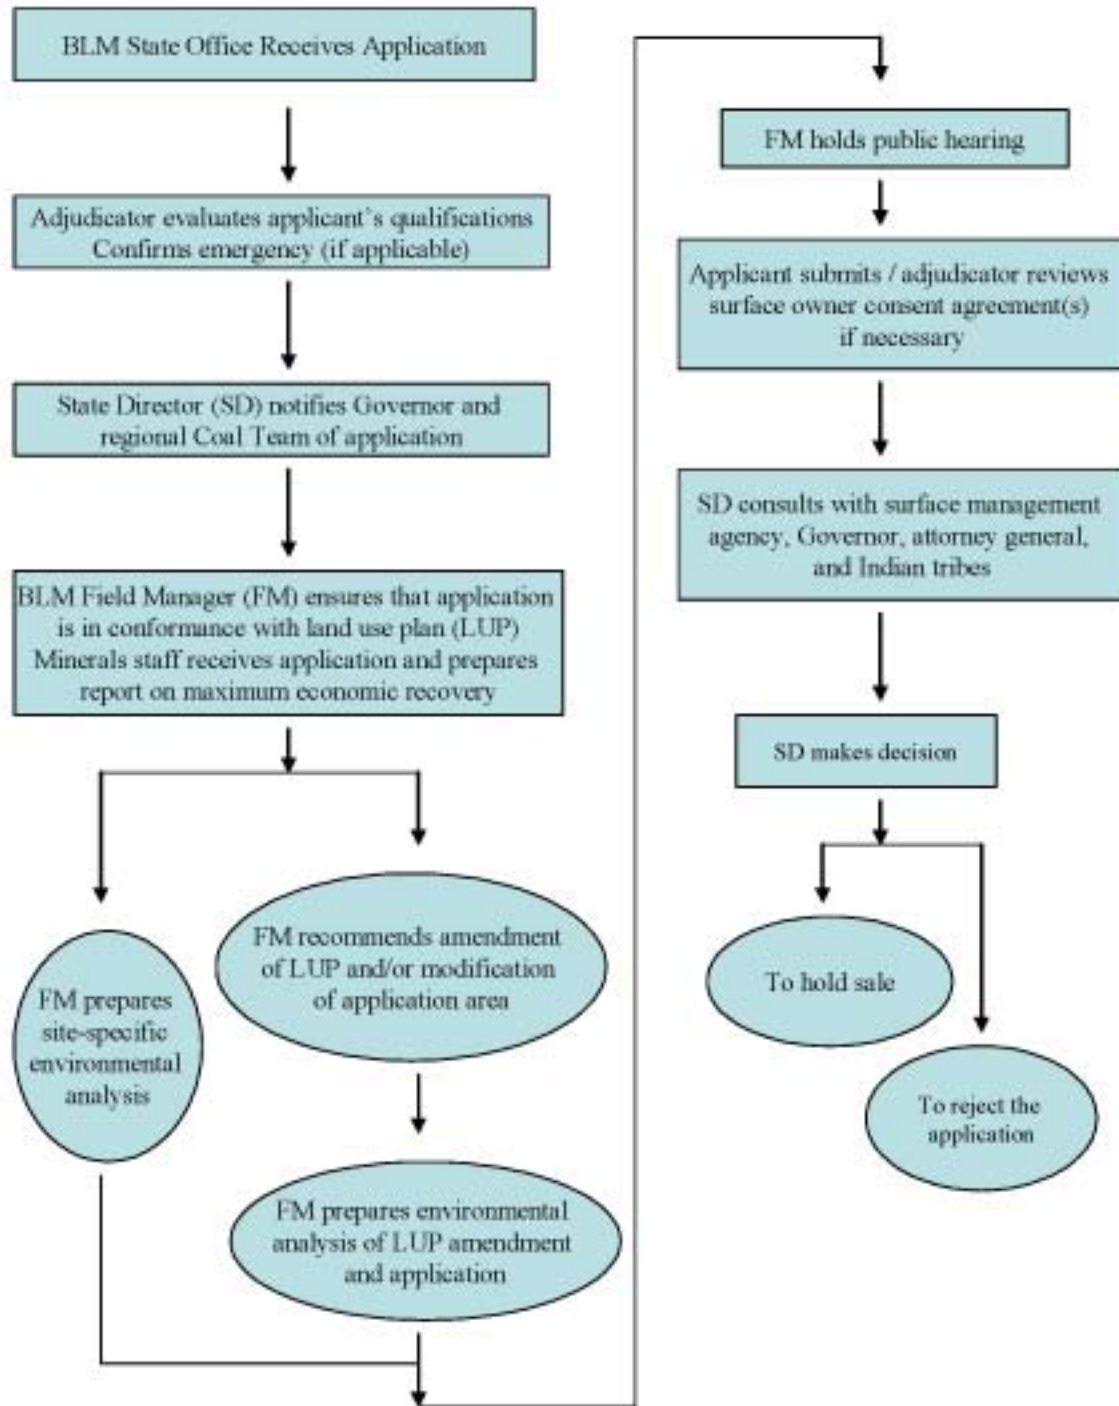 BLM State Office Receives Application
Adjudicator evaluates applicant`s qualifications
Confirms emergency (if applicable)
State Director (SD) notifies Governor and
regional Coal Team of application
BLM Field Manager (FM) ensures that application
is in conformance with land use plan (LUP)
Minerals staff receives application and prepares
report on maximum economic recovery
FM prepares
site-specific
environmental
analysis
FM recommends amendment
of LUP and/or modification
of application area
FM prepares environmental
analysis of LUP amendment
and application
FM holds public hearing
Applicant submits / adjudicator reviews
surface owner consent agreement(s)
if necessary
SD consults with surface management
agency, Governor, attorney general,
and Indian tribes
SD makes decision
To hold sale
To reject the
application